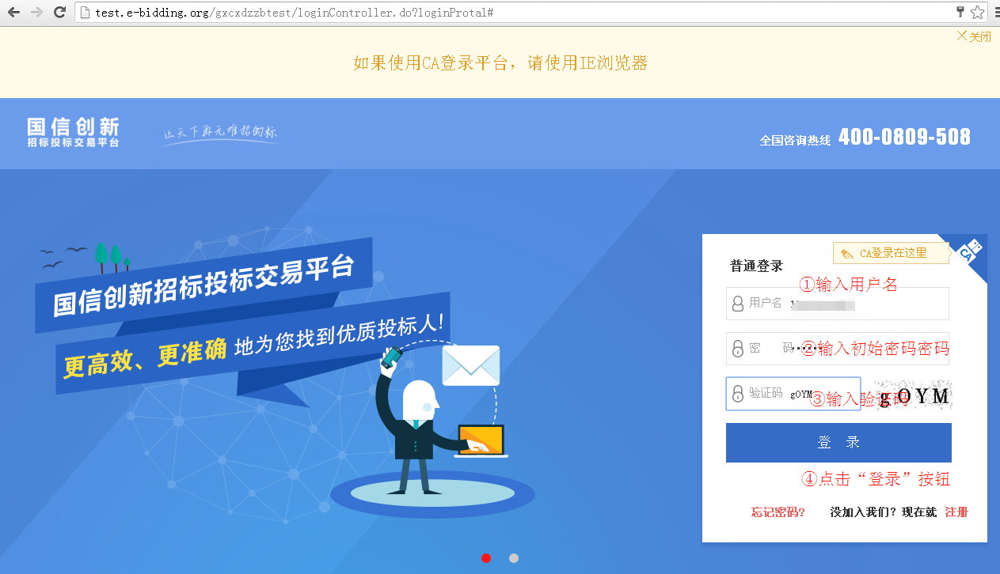 test.e-bidding.org/gxcxdzzbtest/loginController.do?loginProtal#
关闭
如果使用CA登录平台，请使用IE浏览器
国信创新
招标投标交易平台
让天下再无难招的标
全国咨询热线 400-0809-508
国信创新招标投标交易平台
更高效、更准确 地为您找到优质投标人!
CA登录在这里
CA
普通登录
①输入用户名
用户名
密 码
②输入初始密码密码
验证码 gOYM
③输入验证码
gOYM
登 录
④点击“登录”按钮
忘记密码? 没加入我们? 现在就 注册